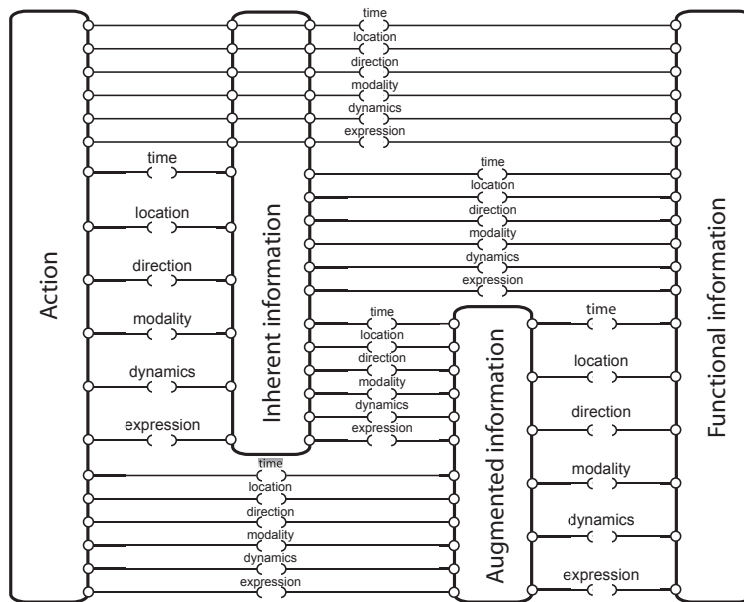 time
location
direction
modality
dynamics
expression
time
location
direction
modality
dynamics
expression
time
location
direction
modality
dynamics
expression
time
location
direction
modality
dynamics
expression
time
location
direction
modality
dynamics
expression
time
location
direction
modality
dynamics
expression
Action
Inherent information
Augmented information
Functional information